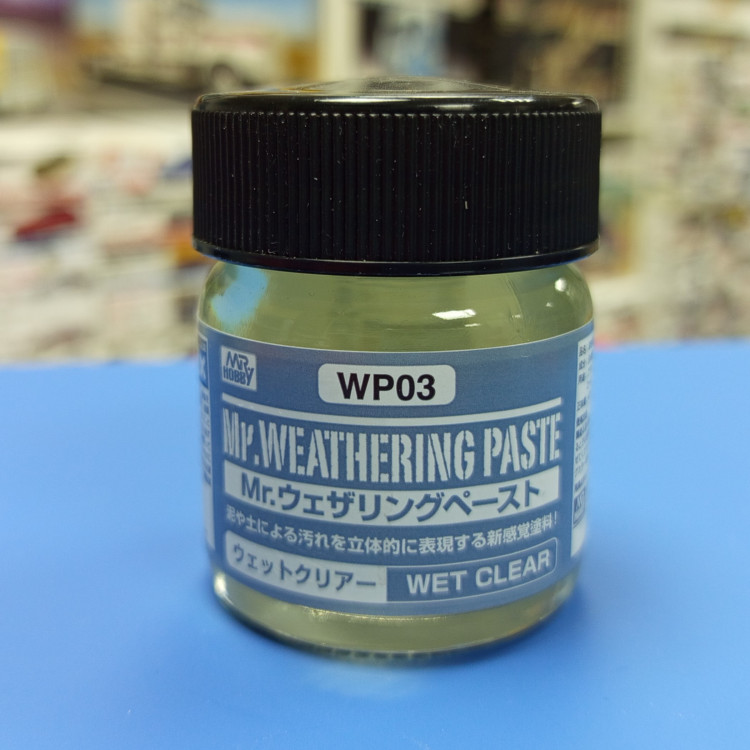 MR HOBBY
WP03
Mr.WEATHERING PASTE
Mr.ウェザリングペースト
泥や土による汚れを立体的に表現する新感覚塗料!
ウェットクリアー WET CLEAR